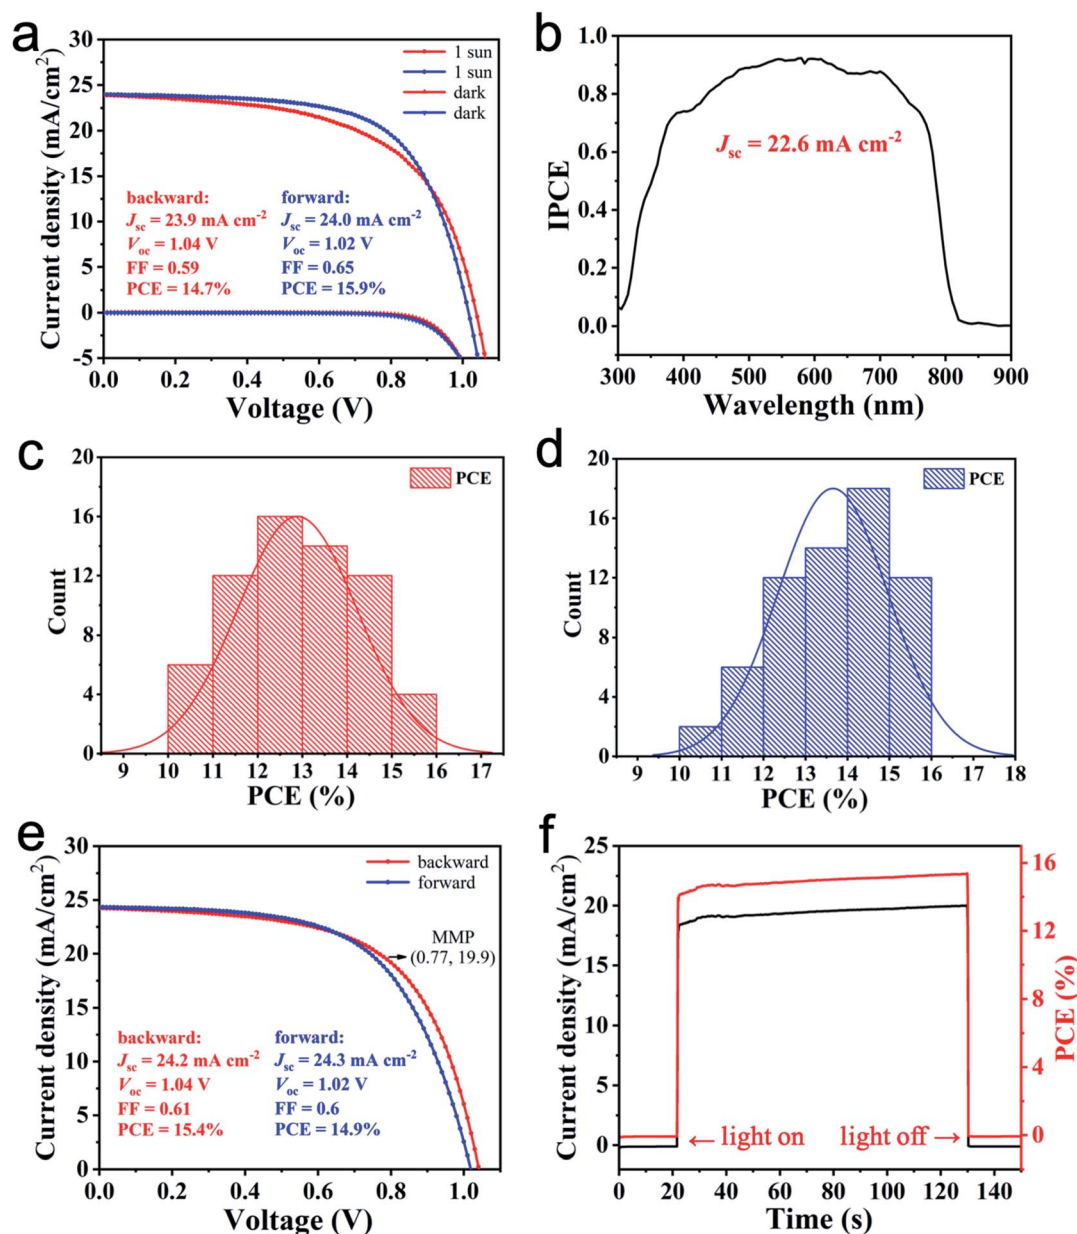 a
Current density (mA/cm²)
30
25
20
15
10
5
0
-5
1 sun
1 sun
dark
dark
backward:
Jsc = 23.9 mA cm⁻²
Voc = 1.04 V
FF = 0.59
PCE = 14.7%
forward:
Jsc = 24.0 mA cm⁻²
Voc = 1.02 V
FF = 0.65
PCE = 15.9%
0.0 0.2 0.4 0.6 0.8 1.0
Voltage (V)
b
IPCE
1.0
0.8
0.6
0.4
0.2
0.0
Jsc = 22.6 mA cm⁻²
300 400 500 600 700 800 900
Wavelength (nm)
c
Count
20
16
12
8
4
0
PCE
9 10 11 12 13 14 15 16 17
PCE (%)
d
Count
20
18
16
12
8
4
0
PCE
9 10 11 12 13 14 15 16 17 18
PCE (%)
e
Current density (mA/cm²)
30
25
20
15
10
5
0
backward
forward
MMP
(0.77, 19.9)
backward:
Jsc = 24.2 mA cm⁻²
Voc = 1.04 V
FF = 0.61
PCE = 15.4%
forward:
Jsc = 24.3 mA cm⁻²
Voc = 1.02 V
FF = 0.6
PCE = 14.9%
0.0 0.2 0.4 0.6 0.8 1.0
Voltage (V)
f
Current density (mA/cm²)
25
20
15
10
5
0
16
12
8
4
0
PCE (%)
← light on
light off →
0 20 40 60 80 100 120 140
Time (s)